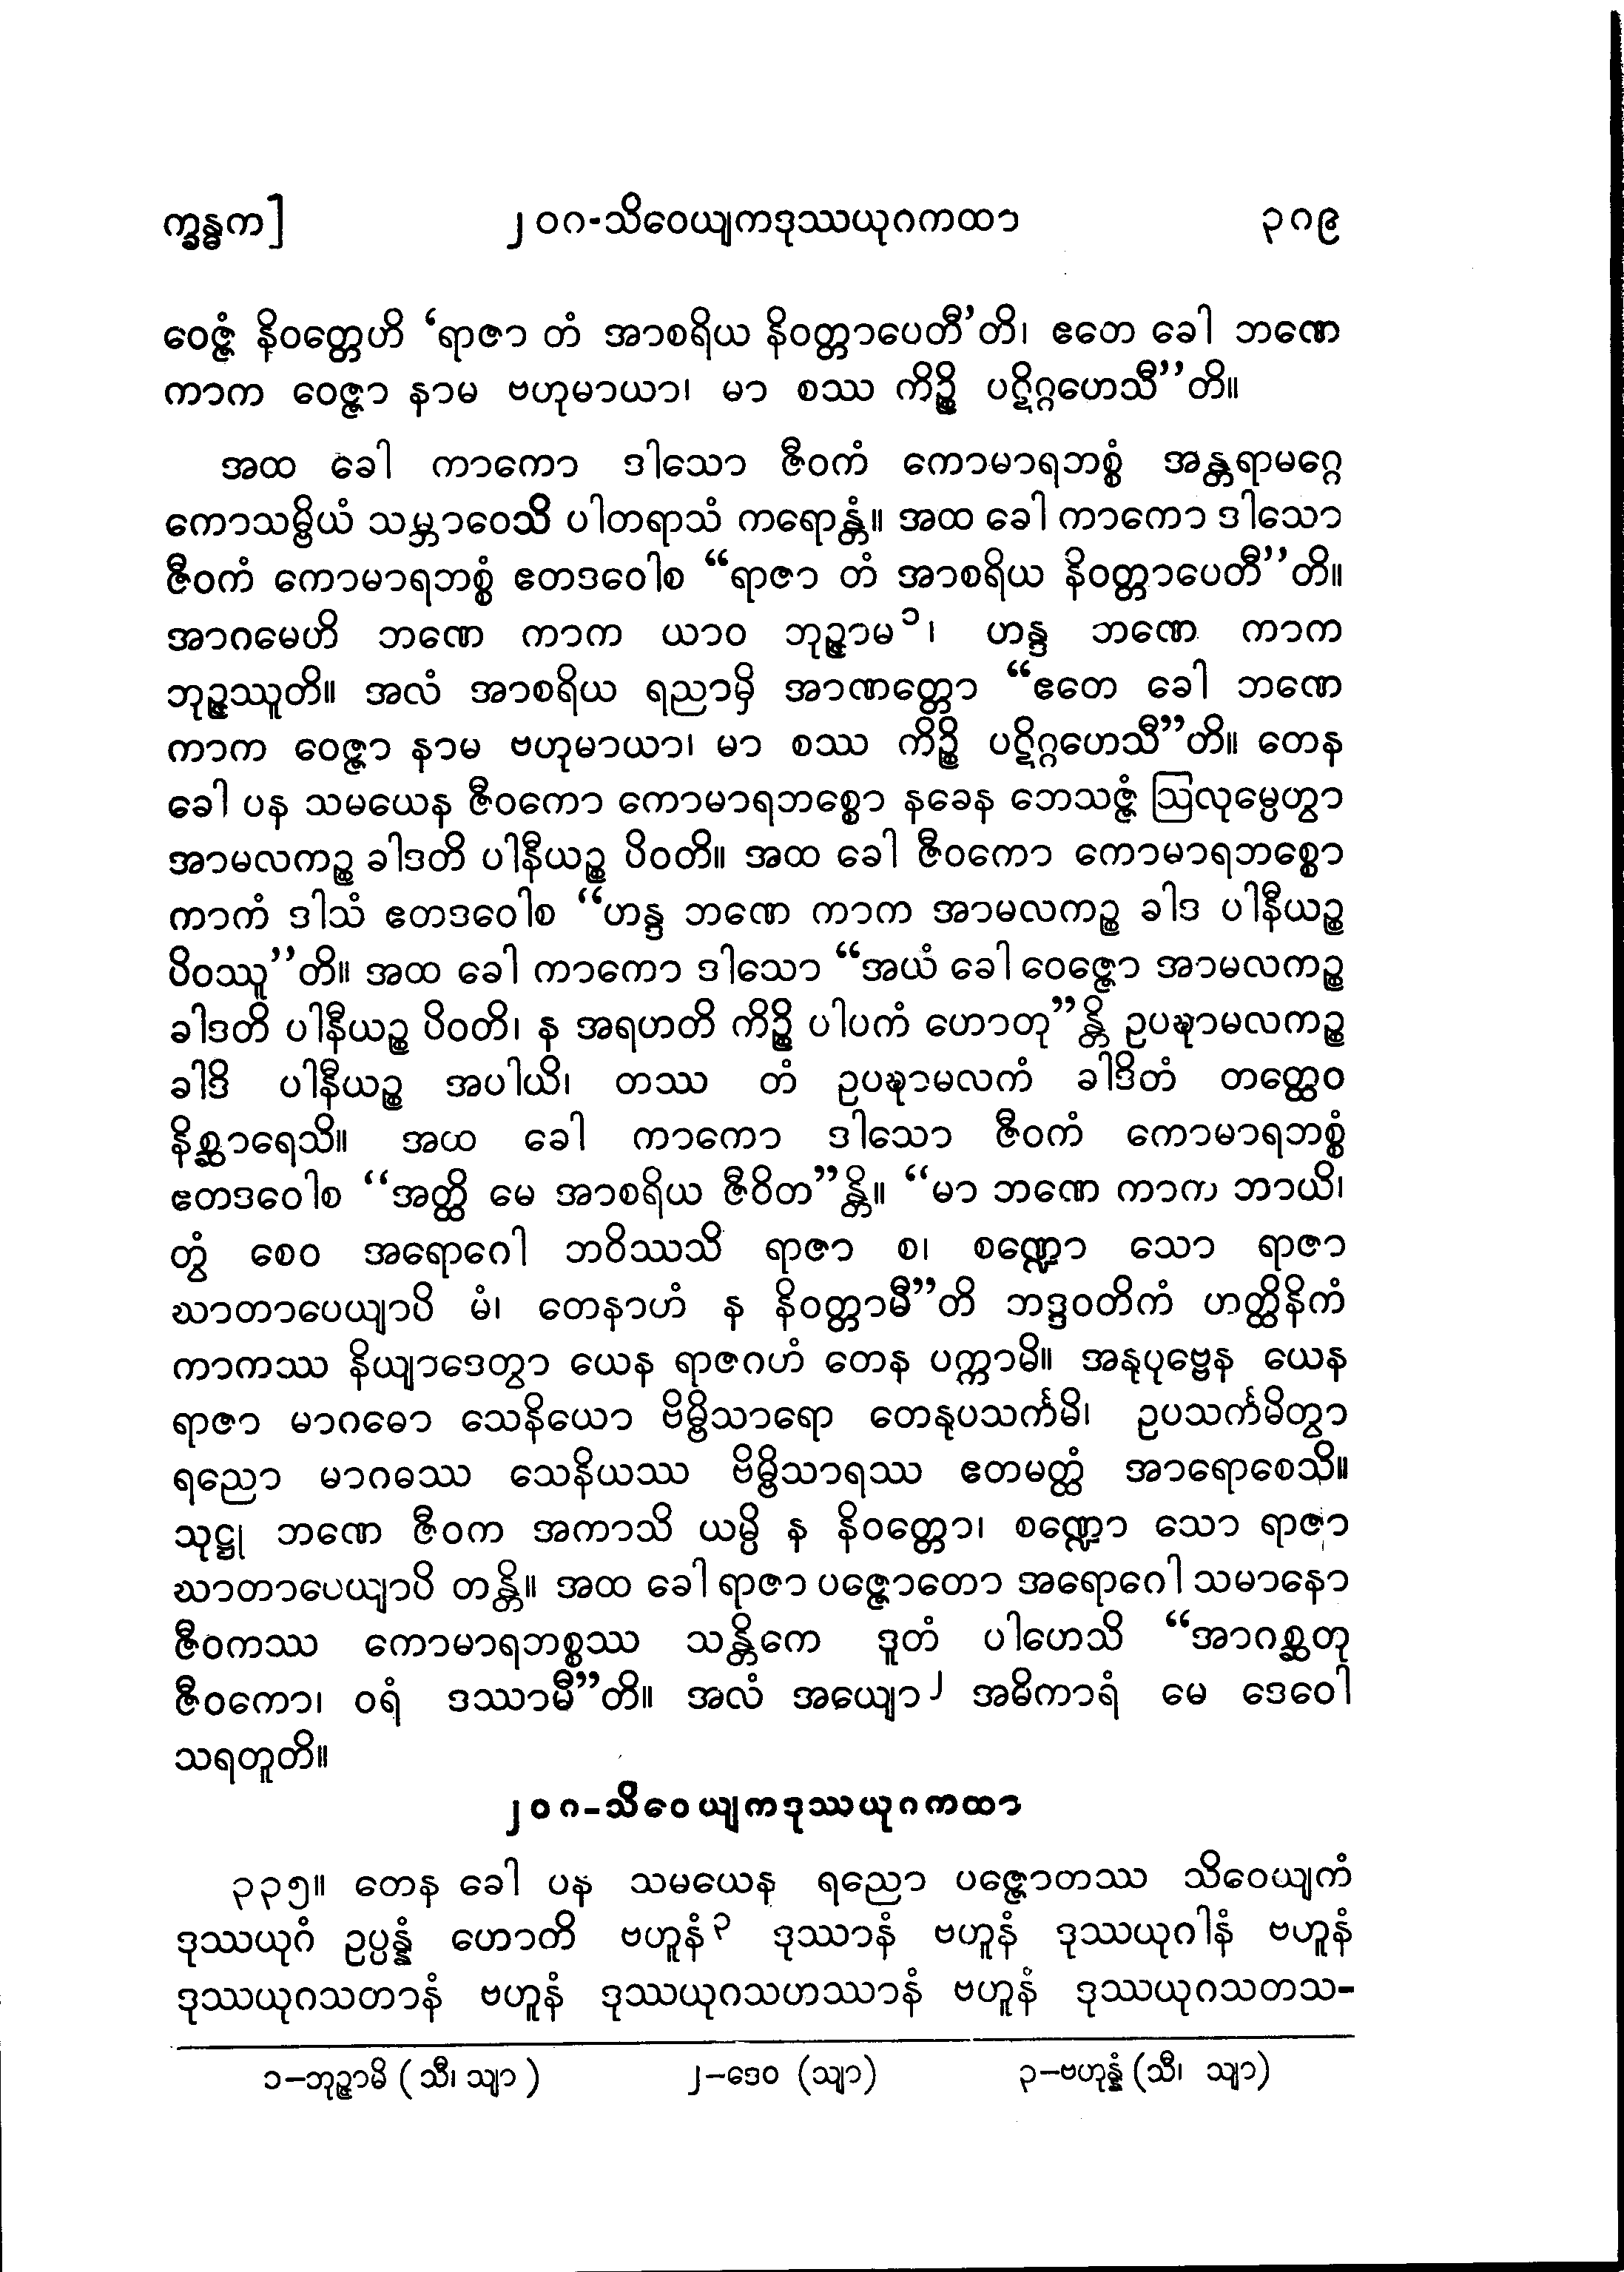 က္ခန္ဓက]
၂၀ဂ-သိဝေယျကဒုဿယုဂကထာ
၃ဂ၉
ဝေဇ္ဇံ နိဝတ္တေဟိ ‘ရာဇာ တံ အာစရိယ နိဝတ္တာပေတီ’တိ၊ ဧတေ ခေါ ဘဏေ
ကာက ဝေဇ္ဇာ နာမ ဗဟုမာယာ၊ မာ စဿ ကိဉ္စိ ပဋိဂ္ဂဟေသီ’’တိ။
အထ ခေါ ကာကော ဒါသော ဇီဝကံ ကောမာရဘစ္စံ အန္တရာမဂ္ဂေ
ကောသမ္ဗိယံ သမ္ဘာဝေသိ ပါတရာသံ ကရောန္တံ။ အထ ခေါ ကာကော ဒါသော
ဇီဝကံ ကောမာရဘစ္စံ ဧတဒဝေါစ “ရာဇာ တံ အာစရိယ နိဝတ္တာပေတီ’’တိ။
အာဂမေဟိ ဘဏေ ကာက ယာဝ ဘုဉ္ဇာမ၁၊ ဟန္ဒ ဘဏေ ကာက
ဘုဉ္ဇဿူတိ။ အလံ အာစရိယ ရညာမှိ အာဏတ္တော “ဧတေ ခေါ ဘဏေ
ကာက ဝေဇ္ဇာ နာမ ဗဟုမာယာ၊ မာ စဿ ကိဉ္စိ ပဋိဂ္ဂဟေသီ”တိ။ တေန
ခေါ ပန သမယေန ဇီဝကော ကောမာရဘစ္စော နခေန ဘေသဇ္ဇံ ဩလုမ္ပေတွာ
အာမလကဉ္စ ခါဒတိ ပါနီယဉ္စ ပိဝတိ။ အထ ခေါ ဇီဝကော ကောမာရဘစ္စော
ကာကံ ဒါသံ ဧတဒဝေါစ “ဟန္ဒ ဘဏေ ကာက အာမလကဉ္စ ခါဒ ပါနီယဉ္စ
ပိဝဿူ’’တိ။ အထ ခေါ ကာကော ဒါသော “အယံ ခေါ ဝေဇ္ဇော အာမလကဉ္စ
ခါဒတိ ပါနီယဉ္စ ပိဝတိ၊ န အရဟတိ ကိဉ္စိ ပါပကံ ဟောတု”န္တိ ဥပဍ္ဎာမလကဉ္စ
ခါဒိ ပါနီယဉ္စ အပါယိ၊ တဿ တံ ဥပဍ္ဎာမလကံ ခါဒိတံ တတ္ထေဝ
နိစ္ဆာရေသိ။ အထ ခေါ ကာကော ဒါသော ဇီဝကံ ကောမာရဘစ္စံ
ဧတဒဝေါစ “အတ္ထိ မေ အာစရိယ ဇီဝိတ”န္တိ။ “မာ ဘဏေ ကာက ဘာယိ၊
တွံ စေဝ အရောဂေါ ဘဝိဿသိ ရာဇာ စ၊ စဏ္ဍော သော ရာဇာ
ဃာတာပေယျာပိ မံ၊ တေနာဟံ န နိဝတ္တာမီ”တိ ဘဒ္ဒဝတိကံ ဟတ္ထိနိကံ
ကာကဿ နိယျာဒေတွာ ယေန ရာဇဂဟံ တေန ပက္ကာမိ။ အနုပုဗ္ဗေန ယေန
ရာဇာ မာဂဓော သေနိယော ဗိမ္ဗိသာရော တေနုပသင်္ကမိ၊ ဥပသင်္ကမိတွာ
ရညော မာဂဓဿ သေနိယဿ ဗိမ္ဗိသာရဿ ဧတမတ္ထံ အာရောစေသိ။
သုဋ္ဌု ဘဏေ ဇီဝက အကာသိ ယမ္ပိ န နိဝတ္တော၊ စဏ္ဍော သော ရာဇာ
ဃာတာပေယျာပိ တန္တိ။ အထ ခေါ ရာဇာ ပဇ္ဇောတော အရောဂေါ သမာနော
ဇီဝကဿ ကောမာရဘစ္စဿ သန္တိကေ ဒူတံ ပါဟေသိ “အာဂစ္ဆတု
ဇီဝကော၊ ဝရံ ဒဿာမီ”တိ။ အလံ အယျော၂ အဓိကာရံ မေ ဒေဝေါ
သရတူတိ။
၂၀ဂ-သိဝေယျကဒုဿယုဂကထာ
၃၃၅။ တေန ခေါ ပန သမယေန ရညော ပဇ္ဇောတဿ သိဝေယျကံ
ဒုဿယုဂံ ဥပ္ပန္နံ ဟောတိ ဗဟူနံ၃ ဒုဿာနံ ဗဟူနံ ဒုဿယုဂါနံ ဗဟူနံ
ဒုဿယုဂသတာနံ ဗဟူနံ ဒုဿယုဂသဟဿာနံ ဗဟူနံ ဒုဿယုဂသတသ-
၁-ဘုဉ္ဇာမိ (သီ၊ သျာ)
၂-ဒေဝ (သျာ)
၃-ဗဟုန္နံ (သီ၊ သျာ)